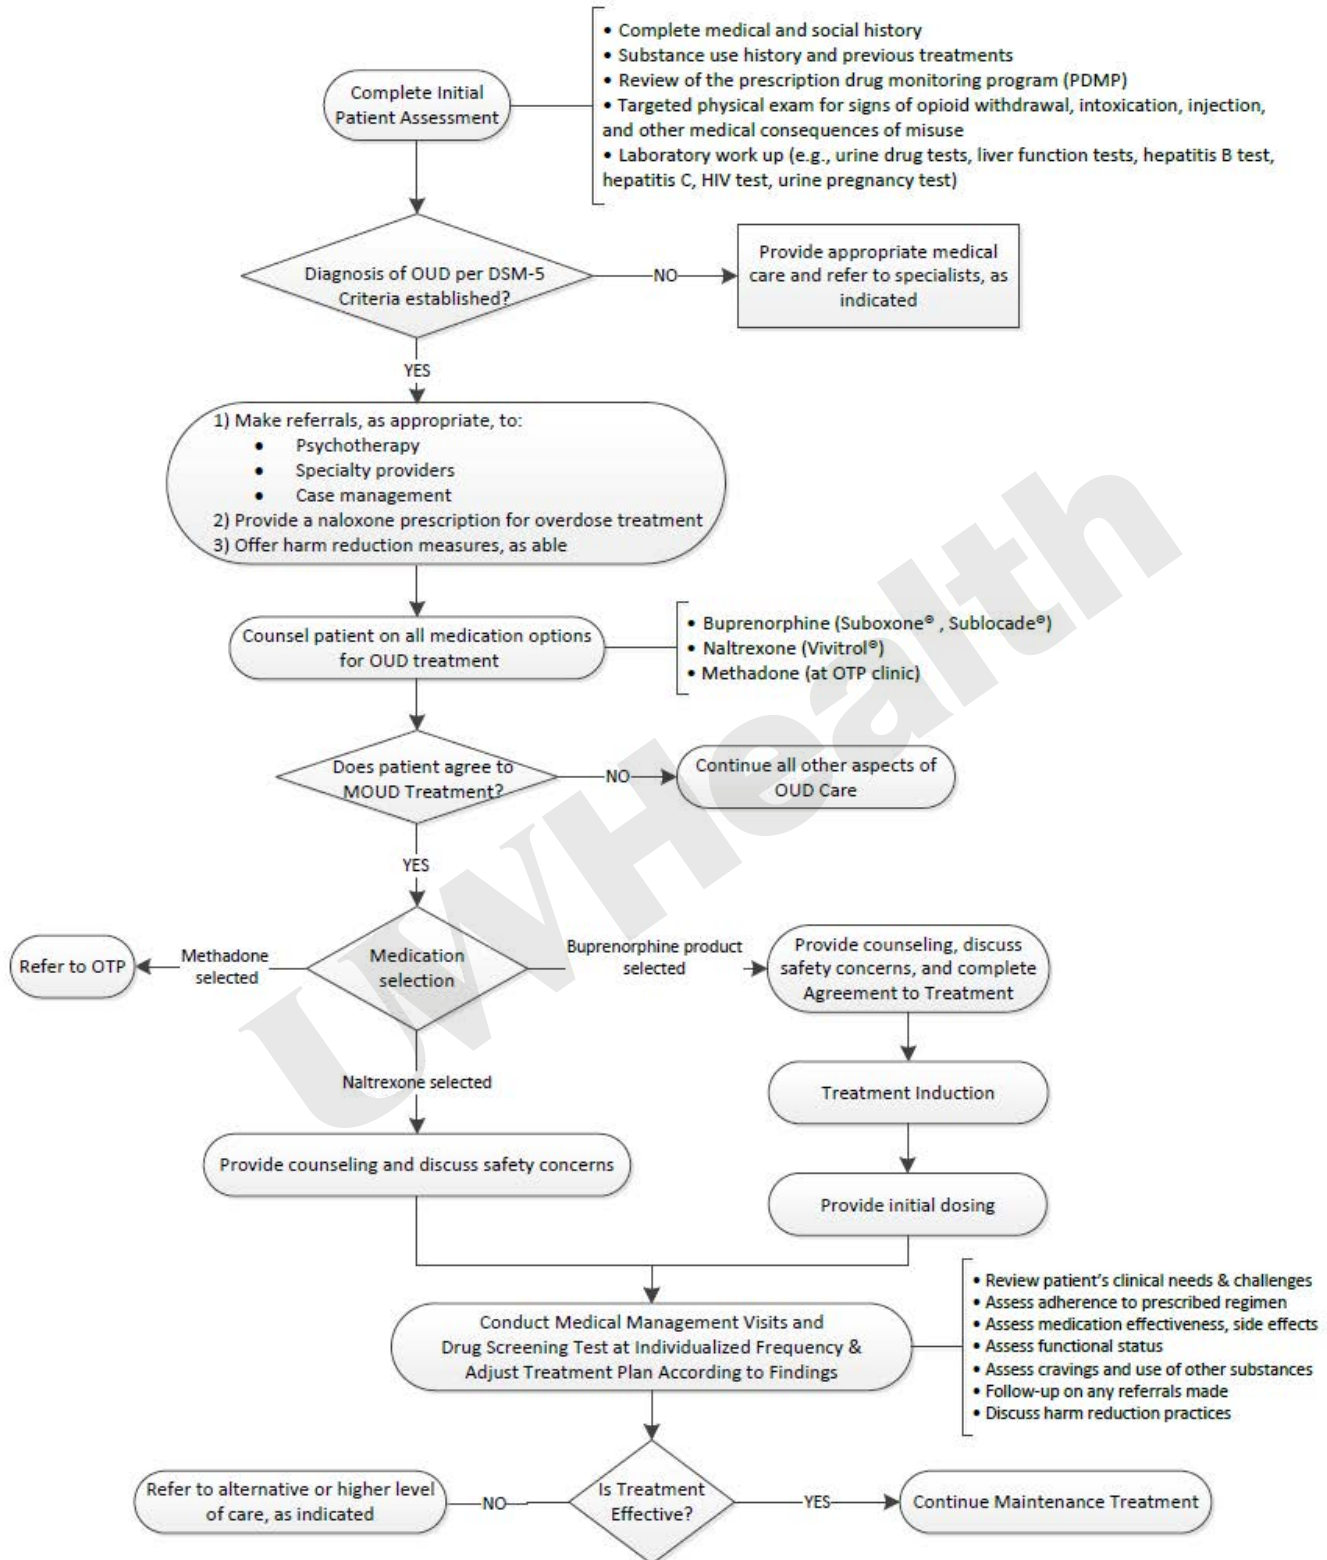 • Complete medical and social history
• Substance use history and previous treatments
• Review of the prescription drug monitoring program (PDMP)
• Targeted physical exam for signs of opioid withdrawal, intoxication, injection,
and other medical consequences of misuse
• Laboratory work up (e.g., urine drug tests, liver function tests, hepatitis B test,
hepatitis C, HIV test, urine pregnancy test)
Complete Initial
Patient Assessment
Diagnosis of OUD per DSM-5
Criteria established?
NO
Provide appropriate medical
care and refer to specialists, as
indicated
YES
1) Make referrals, as appropriate, to:
• Psychotherapy
• Specialty providers
• Case management
2) Provide a naloxone prescription for overdose treatment
3) Offer harm reduction measures, as able
Counsel patient on all medication options
for OUD treatment
• Buprenorphine (Suboxone® , Sublocade®)
• Naltrexone (Vivitrol®)
• Methadone (at OTP clinic)
Does patient agree to
MOUD Treatment?
NO
Continue all other aspects of
OUD Care
YES
Refer to OTP
Methadone
selected
Medication
selection
Buprenorphine product
selected
Provide counseling, discuss
safety concerns, and complete
Agreement to Treatment
Naltrexone selected
Treatment Induction
Provide counseling and discuss safety concerns
Provide initial dosing
Conduct Medical Management Visits and
Drug Screening Test at Individualized Frequency &
Adjust Treatment Plan According to Findings
• Review patient's clinical needs & challenges
• Assess adherence to prescribed regimen
• Assess medication effectiveness, side effects
• Assess functional status
• Assess cravings and use of other substances
• Follow-up on any referrals made
• Discuss harm reduction practices
Refer to alternative or higher level
of care, as indicated
NO
Is Treatment
Effective?
YES
Continue Maintenance Treatment
UWHealth